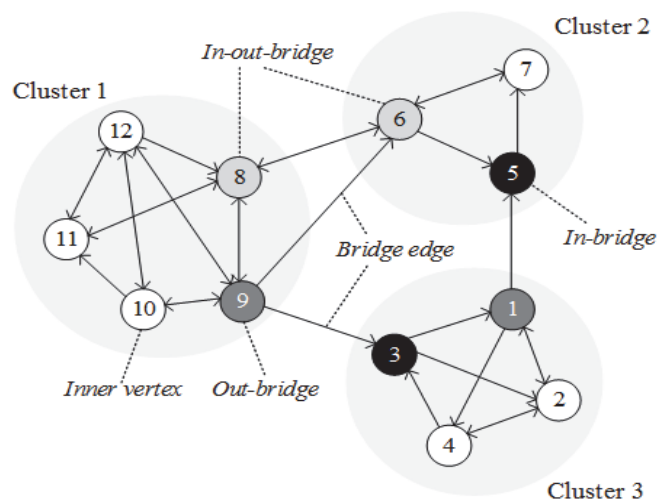 Cluster 2
In-out-bridge
7
Cluster 1
12
6
8
5
11
In-bridge
Bridge edge
10
9
1
3
Inner vertex
Out-bridge
2
4
Cluster 3